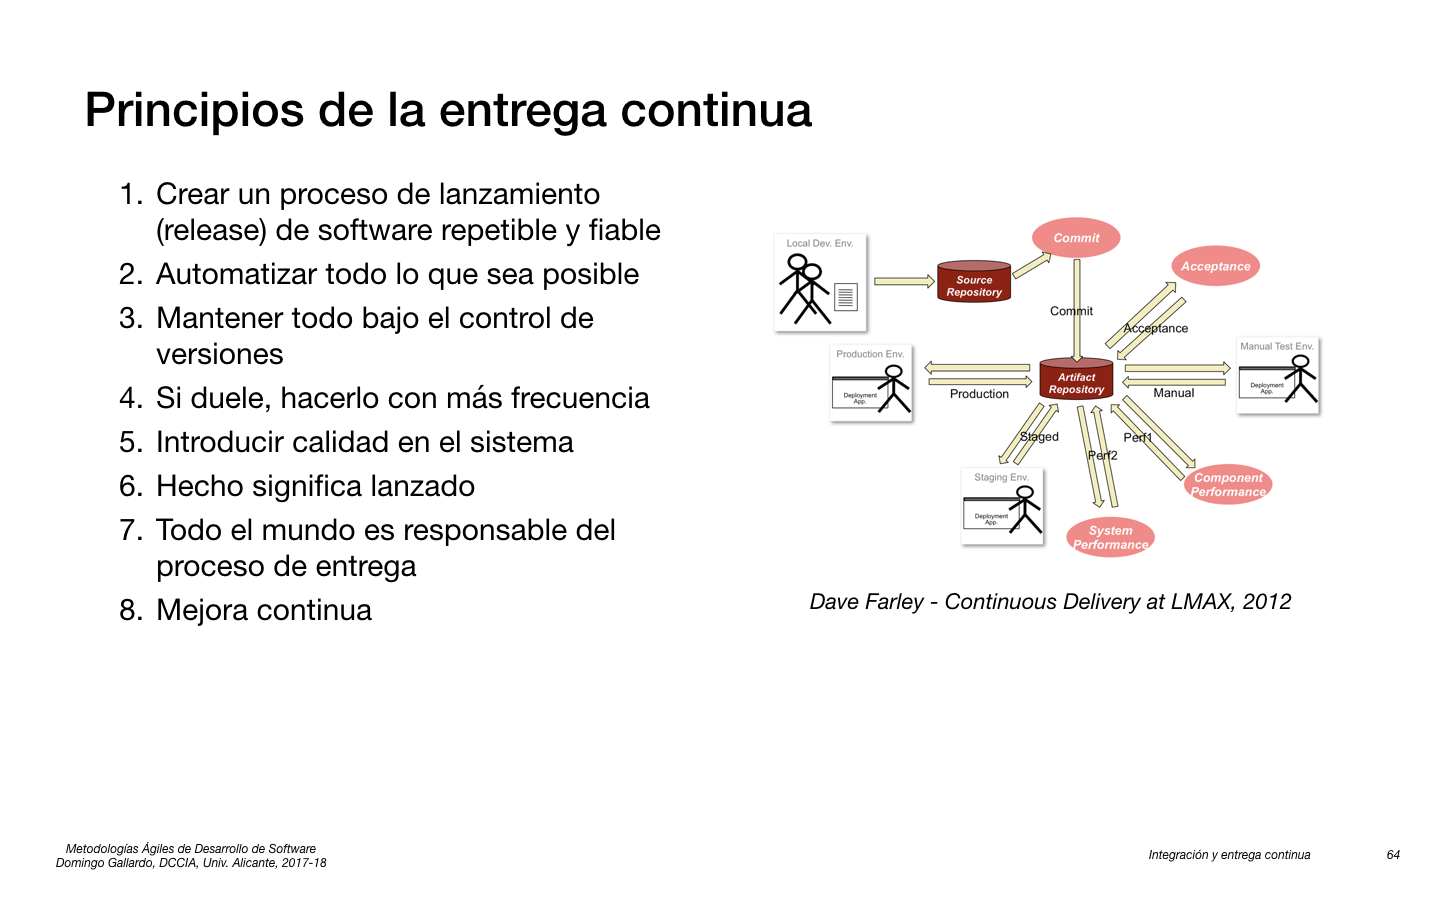 Principios de la entrega continua
1. Crear un proceso de lanzamiento
(release) de software repetible y fiable
2. Automatizar todo lo que sea posible
3. Mantener todo bajo el control de
versiones
4. Si duele, hacerlo con más frecuencia
5. Introducir calidad en el sistema
6. Hecho significa lanzado
7. Todo el mundo es responsable del
proceso de entrega
8. Mejora continua
Local Dev. Env.
Source
Repository
Commit
Commit
Acceptance
Acceptance
Production Env.
Deployment
App.
Production
Artifact
Repository
Manual Test Env.
Deployment
App.
Manual
Staged
Perf2
Perf1
Staging Env.
Deployment
App.
System
Performance
Component
Performance
Dave Farley - Continuous Delivery at LMAX, 2012
Metodologías Ágiles de Desarrollo de Software
Domingo Gallardo, DCCIA, Univ. Alicante, 2017-18
Integración y entrega continua
64